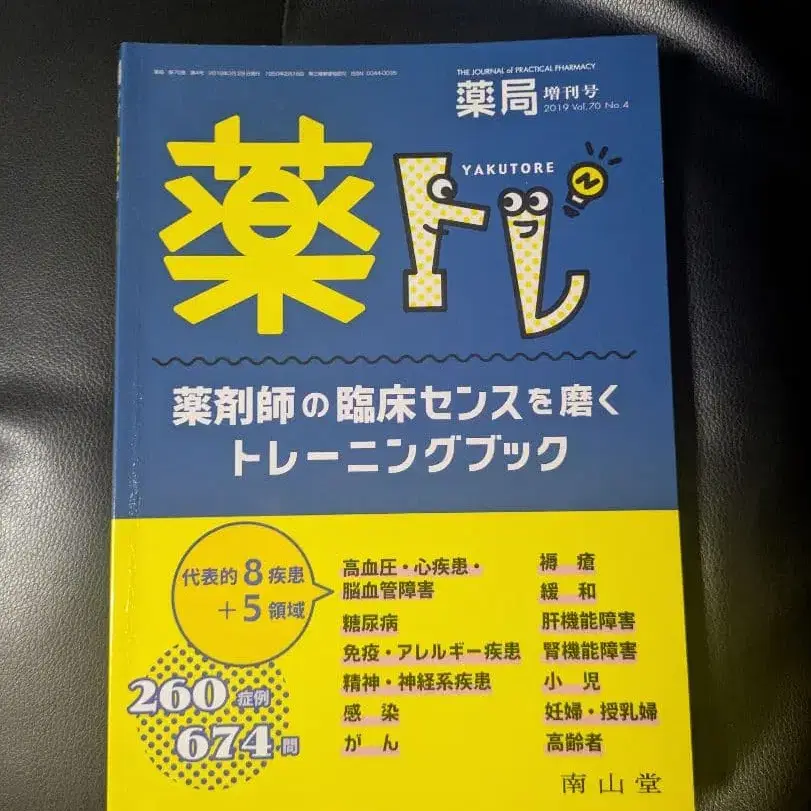 THE JOURNAL of PRACTICAL PHARMACY
薬局 増刊号
2019 Vol.70 No.4
薬トレ
YAKUTORE
薬剤師の臨床センスを磨く
トレーニングブック
代表的8疾患
+5領域
260症例
674問
高血圧・心疾患・
脳血管障害
糖尿病
免疫・アレルギー疾患
精神・神経系疾患
感 染
がん
褥 瘡
緩 和
肝機能障害
腎機能障害
小 児
妊婦・授乳婦
高齢者
南山堂